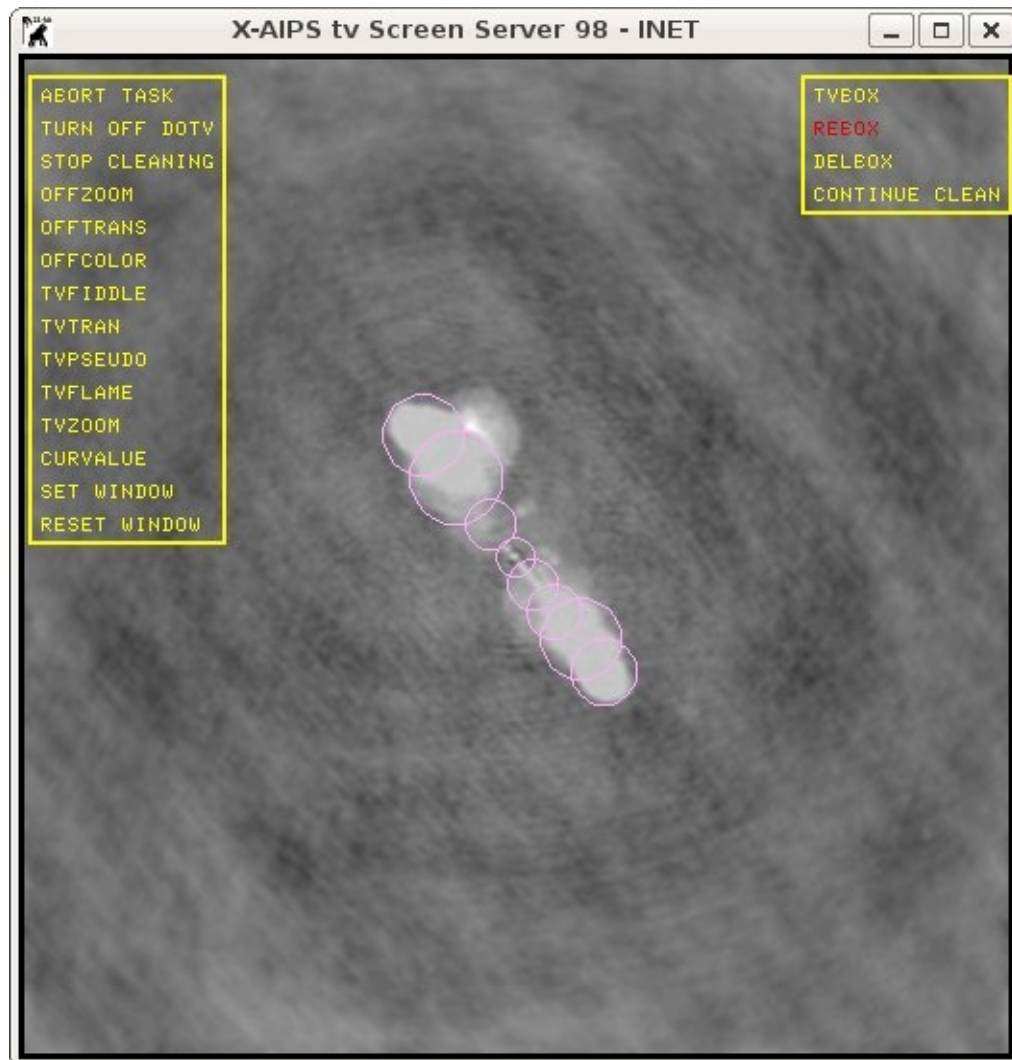 X-AIPS tv Screen Server 98 - INET
ABORT TASK
TURN OFF DOTV
STOP CLEANING
OFFZOOM
OFFTRANS
OFFCOLOR
TVFIDDLE
TVTRAN
TVPSEUDO
TVFLAME
TVZOOM
CURVALUE
SET WINDOW
RESET WINDOW
TVBOX
REBOX
DELBOX
CONTINUE CLEAN